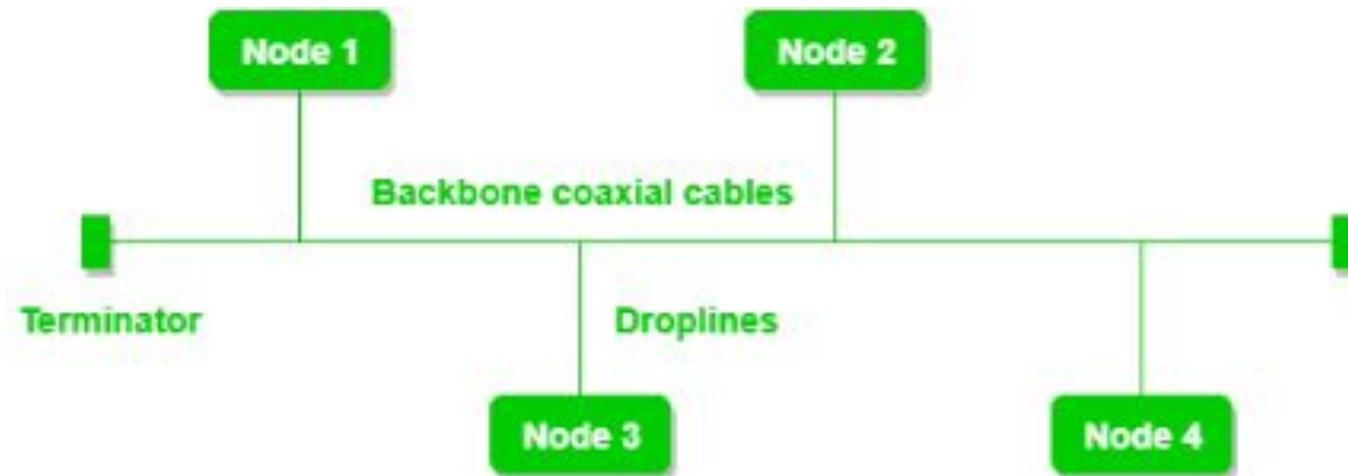 Node 1
Node 2
Backbone coaxial cables
Terminator
Droplines
Node 3
Node 4